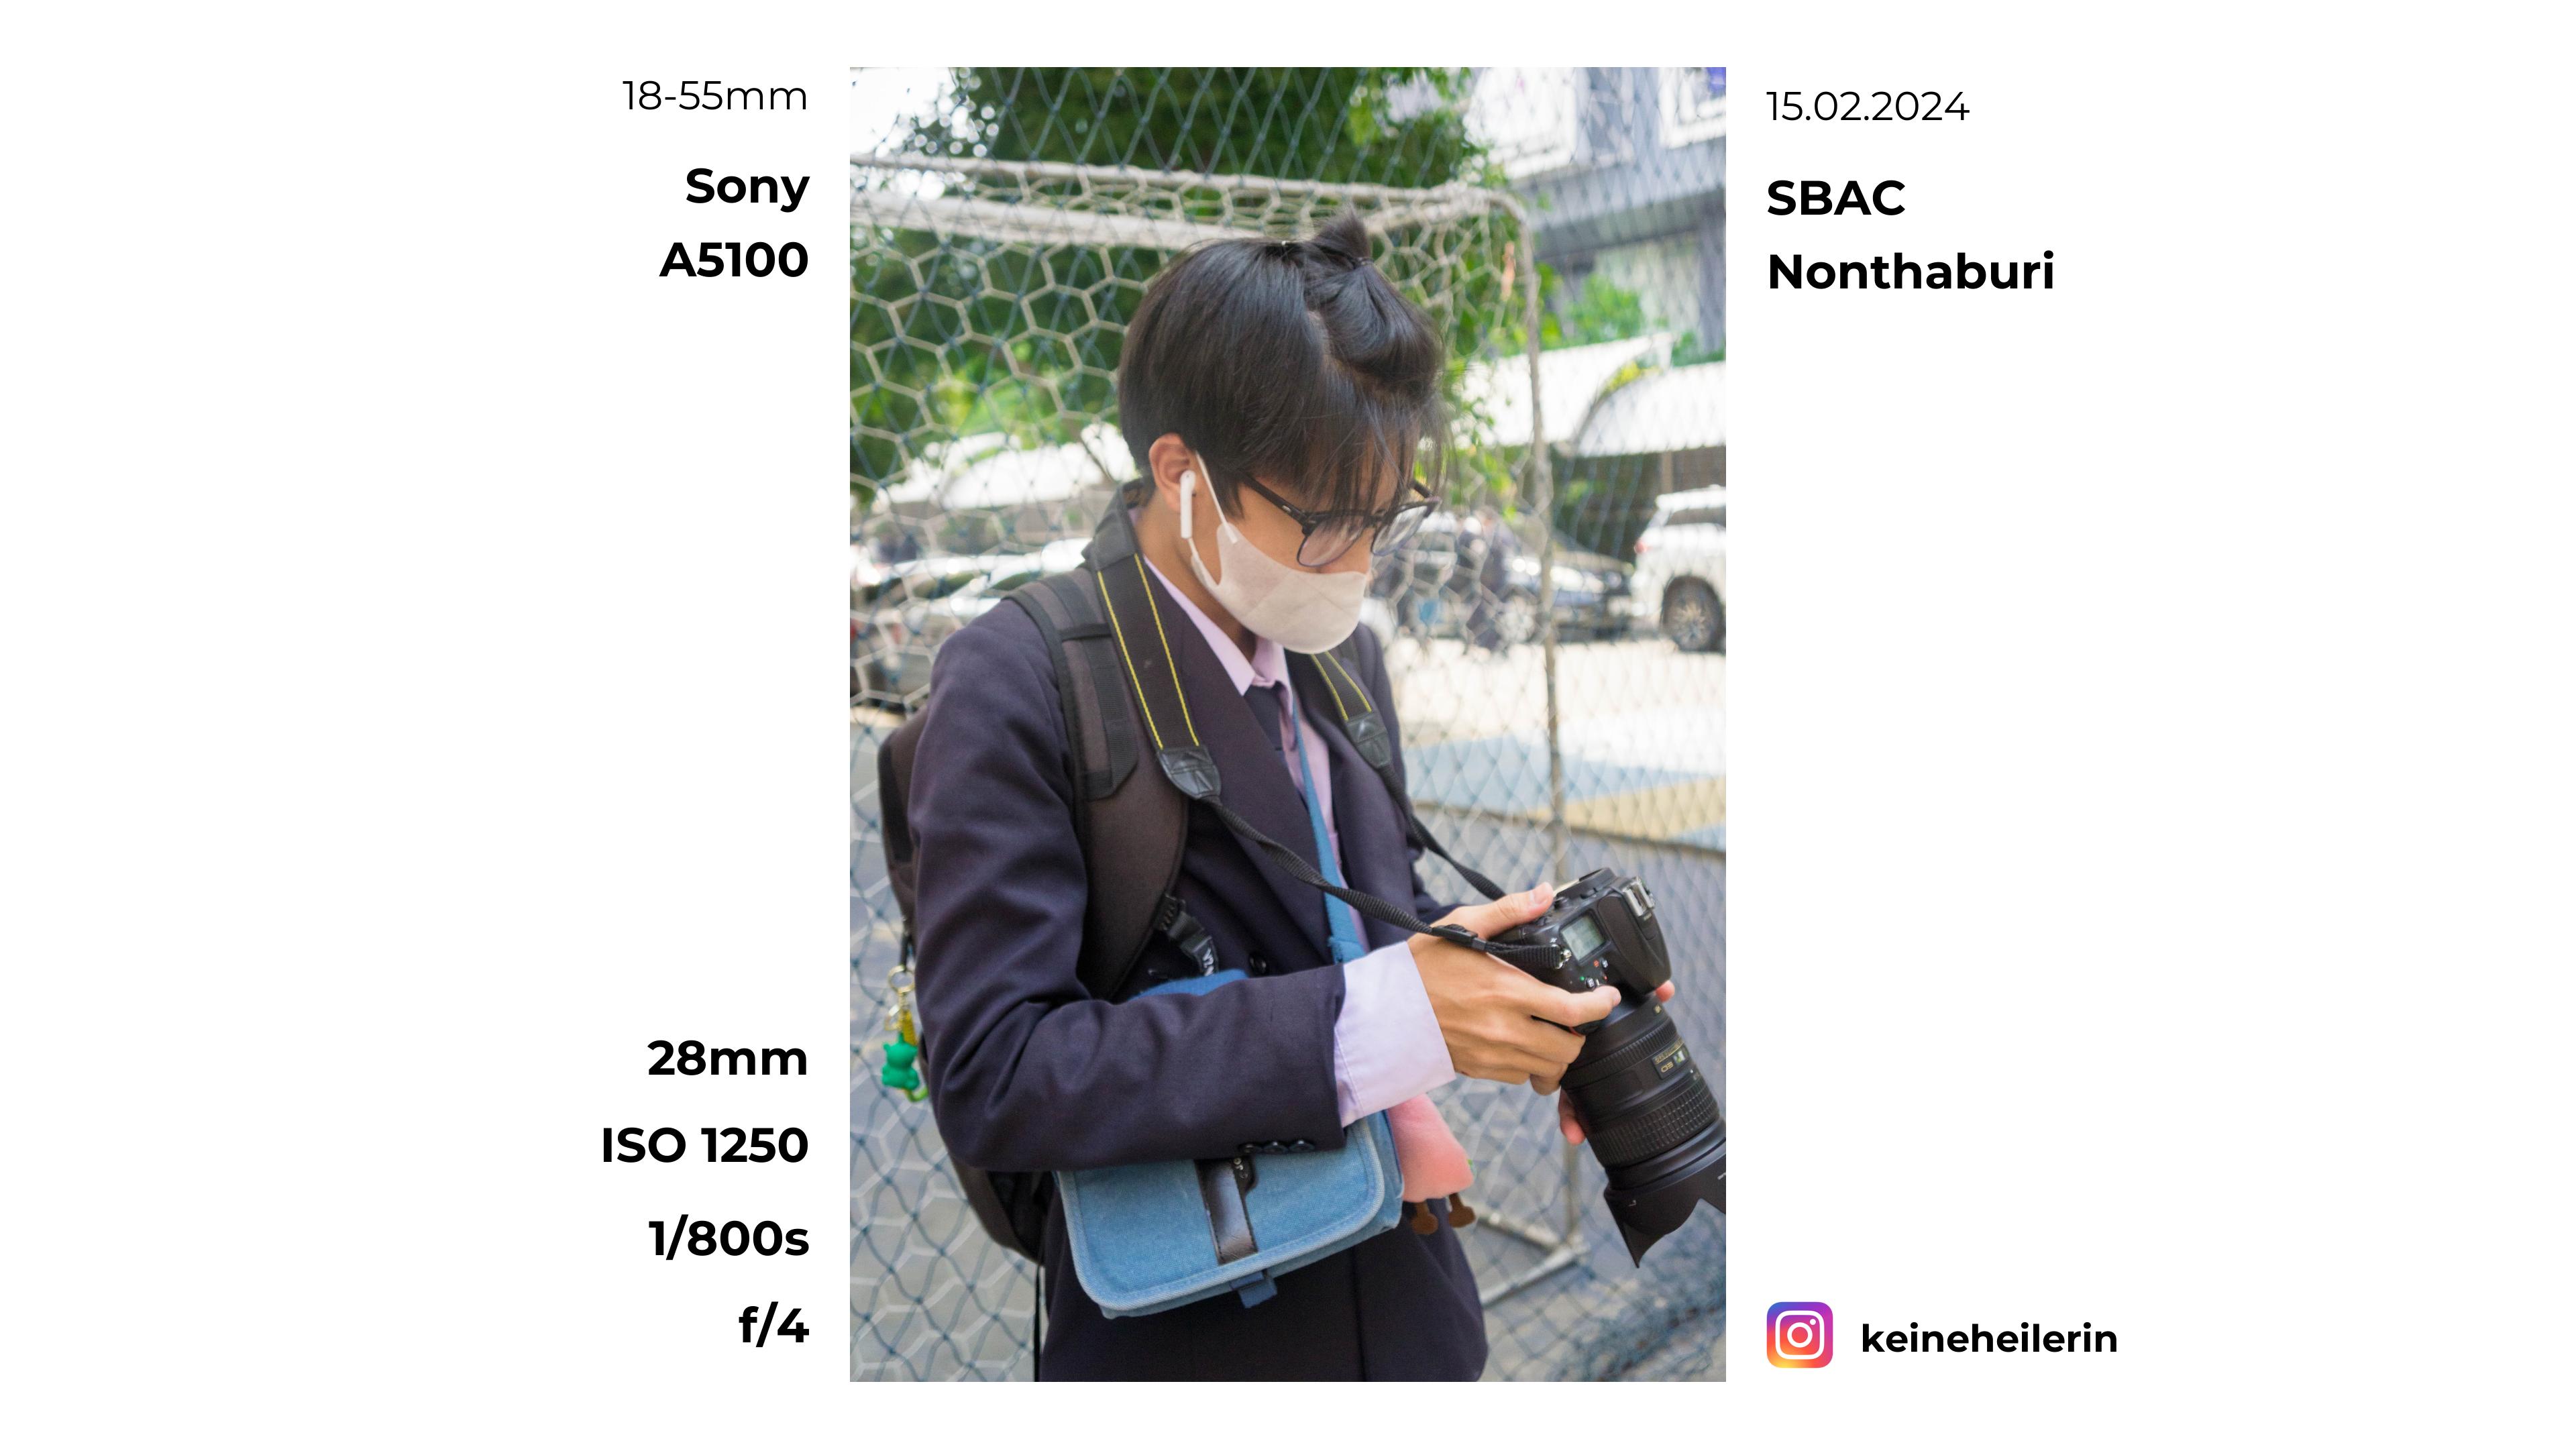 18-55mm
Sony
A5100
28mm
ISO 1250
1/800s
f/4
15.02.2024
SBAC
Nonthaburi
keineheilerin